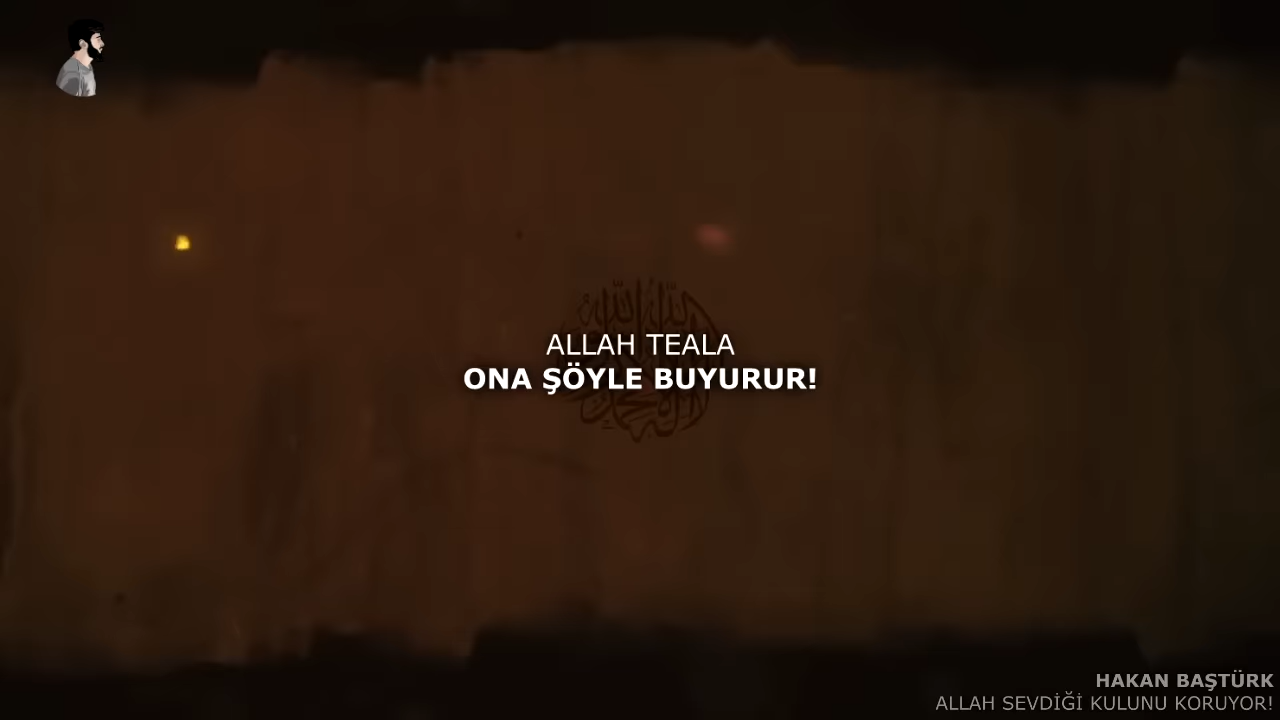 ALLAH TEALA
ONA ŞÖYLE BUYURUR!
HAKAN BAŞTÜRK
ALLAH SEVDİĞİ KULUNU KORUYOR!